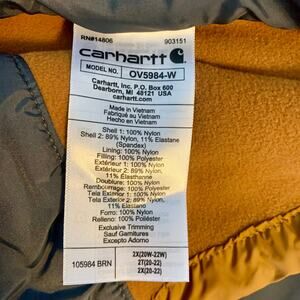 RN#14806 903151
carhartt
MODEL NO. OV5984-W
Carhartt, Inc. P.O. Box 600
Dearborn, MI 48121 USA
carhartt.com
Made in Vietnam
Fabriqué au Vietnam
Hecho en Vietnam
Shell 1: 100% Nylon
Shell 2: 89% Nylon, 11% Elastane
(Spandex)
Lining: 100% Nylon
Filling: 100% Polyester
Extérieur 1: 100% Nylon
Extérieur 2: 89% Nylon,
11% Élasthanne
Doublure: 100% Nylon
Rembourrage: 100% Polyester
Tela Exterior 1: 100% Nylon
Tela Exterior 2: 89% Nylon,
11% Elastano
Forro: 100% Nylon
Relleno: 100% Poliéster
Exclusive Trimming
Sauf Garnitures
Excepto Adorno
105984 BRN
2X(20W-22W)
2T(20-22)
2X(20-22)